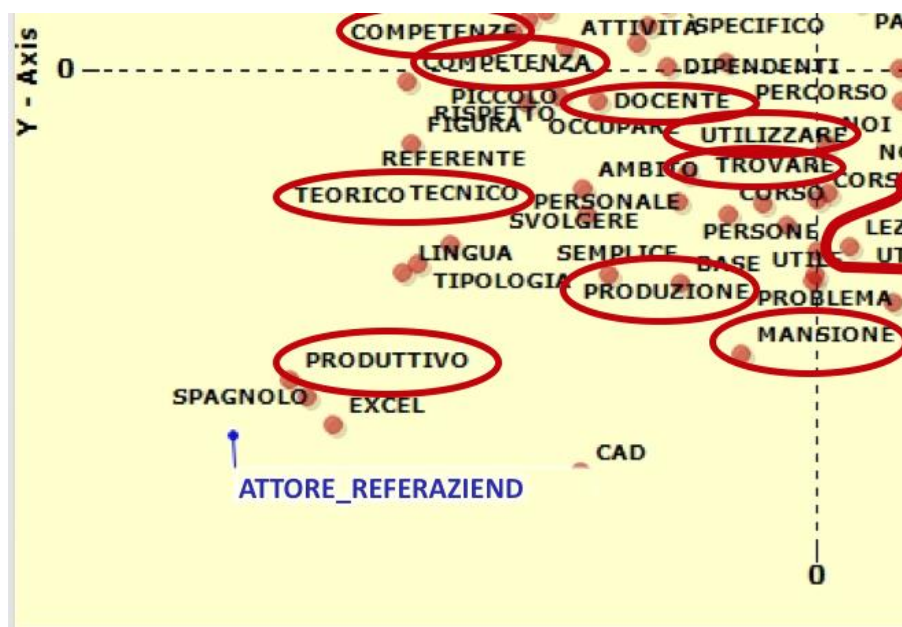 COMPETENZE
ATTIVITÀ
SPECIFICO
PA
COMPETENZA
Y - Axis
0
DIPENDENTI
PICCOLO
DOCENTE
PERCORSO
RISPETTO
FIGURA
OCCUPARE
UTILIZZARE
NOI
REFERENTE
AMBITO
TROVARE
TEORICO TECNICO
PERSONALE
CORSO
CORS
SVOLGERE
PERSONE
LEZ
LINGUA
SEMPLICE
BASE
UTILE
UT
TIPOLOGIA
PRODUZIONE
PROBLEMA
MANSIONE
PRODUTTIVO
SPAGNOLO
EXCEL
CAD
ATTORE_REFERAZIEND
0